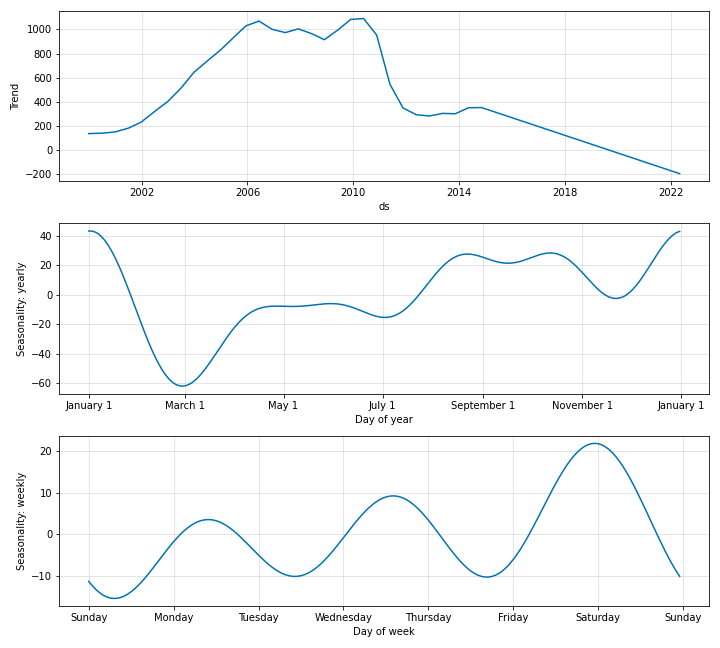 1000
800
600
400
200
0
−200
Trend
2002 2006 2010 2014 2018 2022
ds
40
20
0
−20
−40
−60
Seasonality: yearly
January 1 March 1 May 1 July 1 September 1 November 1 January 1
Day of year
20
10
0
−10
Seasonality: weekly
Sunday Monday Tuesday Wednesday Thursday Friday Saturday Sunday
Day of week